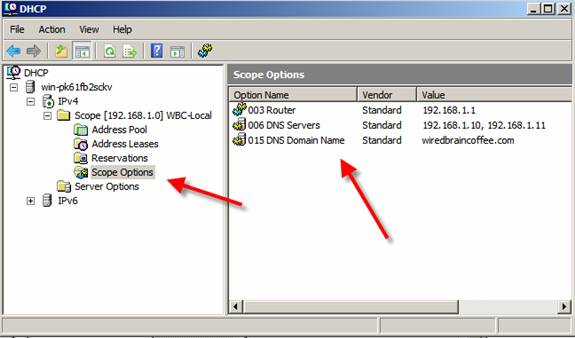 DHCP
File Action View Help
DHCP
win-pk61fb2sckv
IPv4
Scope [192.168.1.0] WBC-Local
Address Pool
Address Leases
Reservations
Scope Options
Server Options
IPv6
Scope Options
Option Name Vendor Value
003 Router Standard 192.168.1.1
006 DNS Servers Standard 192.168.1.10, 192.168.1.11
015 DNS Domain Name Standard wiredbraincoffee.com